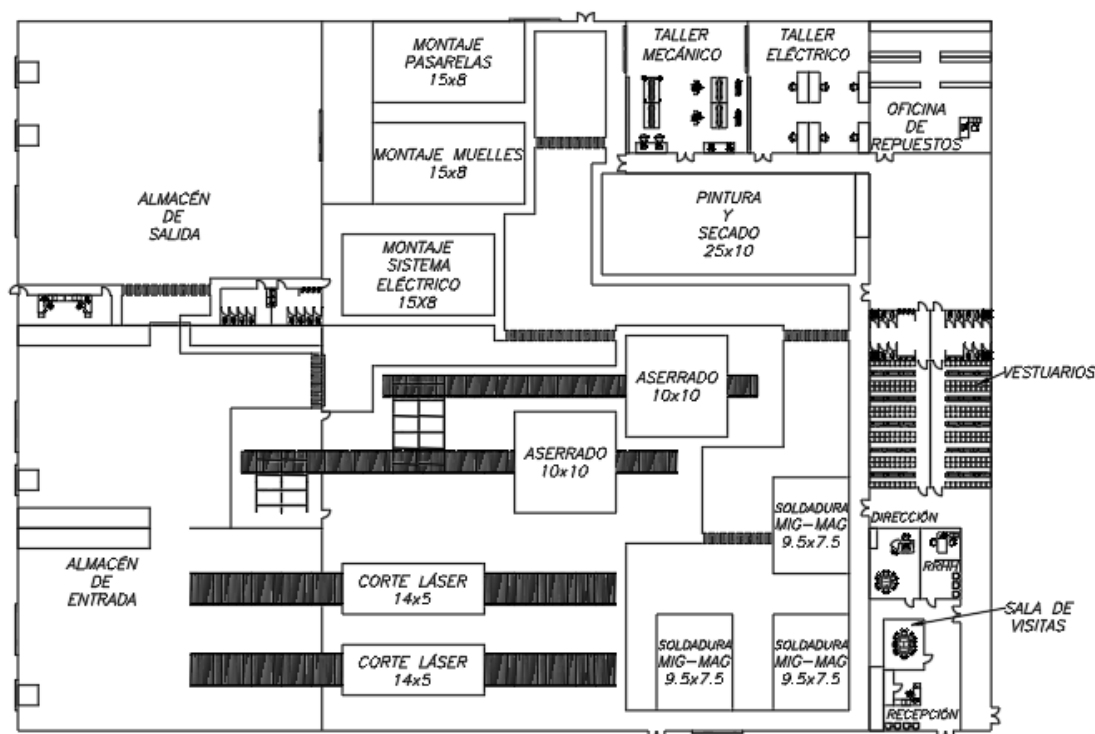 MONTAJE
PASARELAS
15x8
TALLER
MECÁNICO
TALLER
ELÉCTRICO
OFICINA
DE
REPUESTOS
MONTAJE MUELLES
15x8
ALMACÉN
DE
SALIDA
PINTURA
Y
SECADO
25x10
MONTAJE
SISTEMA
ELÉCTRICO
15X8
ASERRADO
10x10
VESTUARIOS
ASERRADO
10x10
SOLDADURA
MIG-MAG
9.5x7.5
DIRECCIÓN
RRHH
ALMACÉN
DE
ENTRADA
CORTE LÁSER
14x5
SALA DE
VISITAS
CORTE LÁSER
14x5
SOLDADURA
MIG-MAG
9.5x7.5
SOLDADURA
MIG-MAG
9.5x7.5
RECEPCIÓN